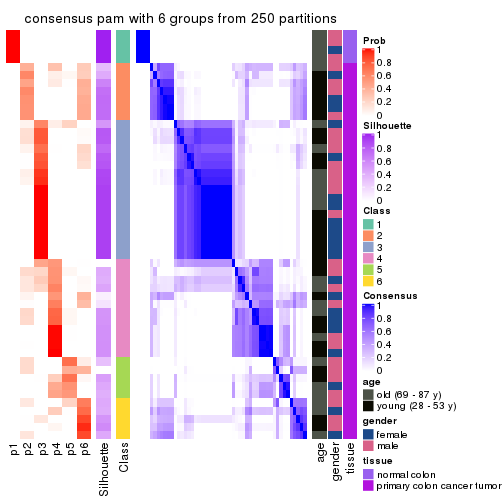 consensus pam with 6 groups from 250 partitions
p1
p2
p3
p4
p5
p6
Silhouette
Class
age
gender
tissue
Prob
1
0.8
0.6
0.4
0.2
0
Silhouette
1
0.8
0.6
0.4
0.2
0
Class
1
2
3
4
5
6
Consensus
1
0.8
0.6
0.4
0.2
0
age
old (69 - 87 y)
young (28 - 53 y)
gender
female
male
tissue
normal colon
primary colon cancer tumor